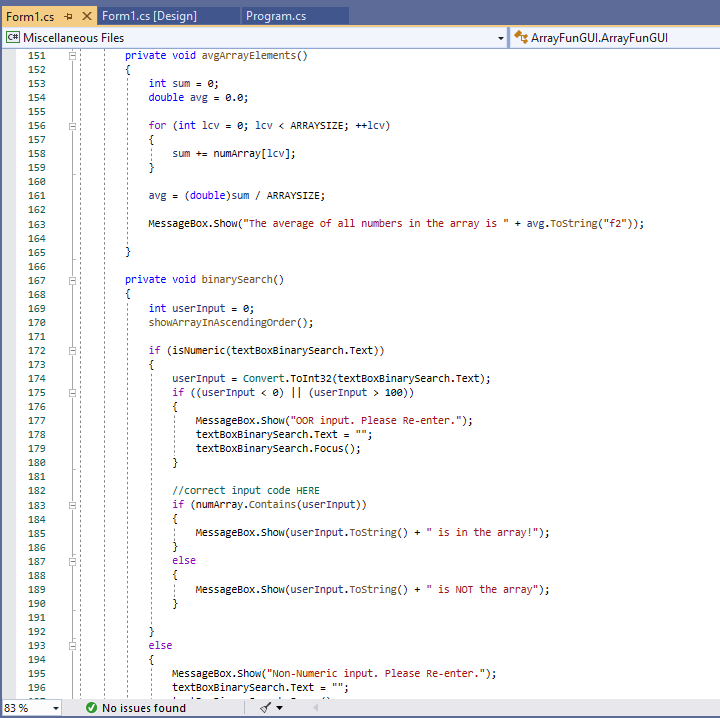 Form1.cs Form1.cs [Design] Program.cs
C# Miscellaneous Files ArrayFunGUI.ArrayFunGUI
151 private void avgArrayElements()
152 {
153 int sum = 0;
154 double avg = 0.0;
155
156 for (int lcv = 0; lcv < ARRAYSIZE; ++lcv)
157 {
158 sum += numArray[lcv];
159 }
160
161 avg = (double)sum / ARRAYSIZE;
162
163 MessageBox.Show("The average of all numbers in the array is " + avg.ToString("f2"));
164
165 }
166
167 private void binarySearch()
168 {
169 int userInput = 0;
170 showArrayInAscendingOrder();
171
172 if (isNumeric(textBoxBinarySearch.Text))
173 {
174 userInput = Convert.ToInt32(textBoxBinarySearch.Text);
175 if ((userInput < 0) || (userInput > 100))
176 {
177 MessageBox.Show("OOR input. Please Re-enter.");
178 textBoxBinarySearch.Text = "";
179 textBoxBinarySearch.Focus();
180 }
181
182 //correct input code HERE
183 if (numArray.Contains(userInput))
184 {
185 MessageBox.Show(userInput.ToString() + " is in the array!");
186 }
187 else
188 {
189 MessageBox.Show(userInput.ToString() + " is NOT the array");
190 }
191
192 }
193 else
194 {
195 MessageBox.Show("Non-Numeric input. Please Re-enter.");
196 textBoxBinarySearch.Text = "";
83 % No issues found